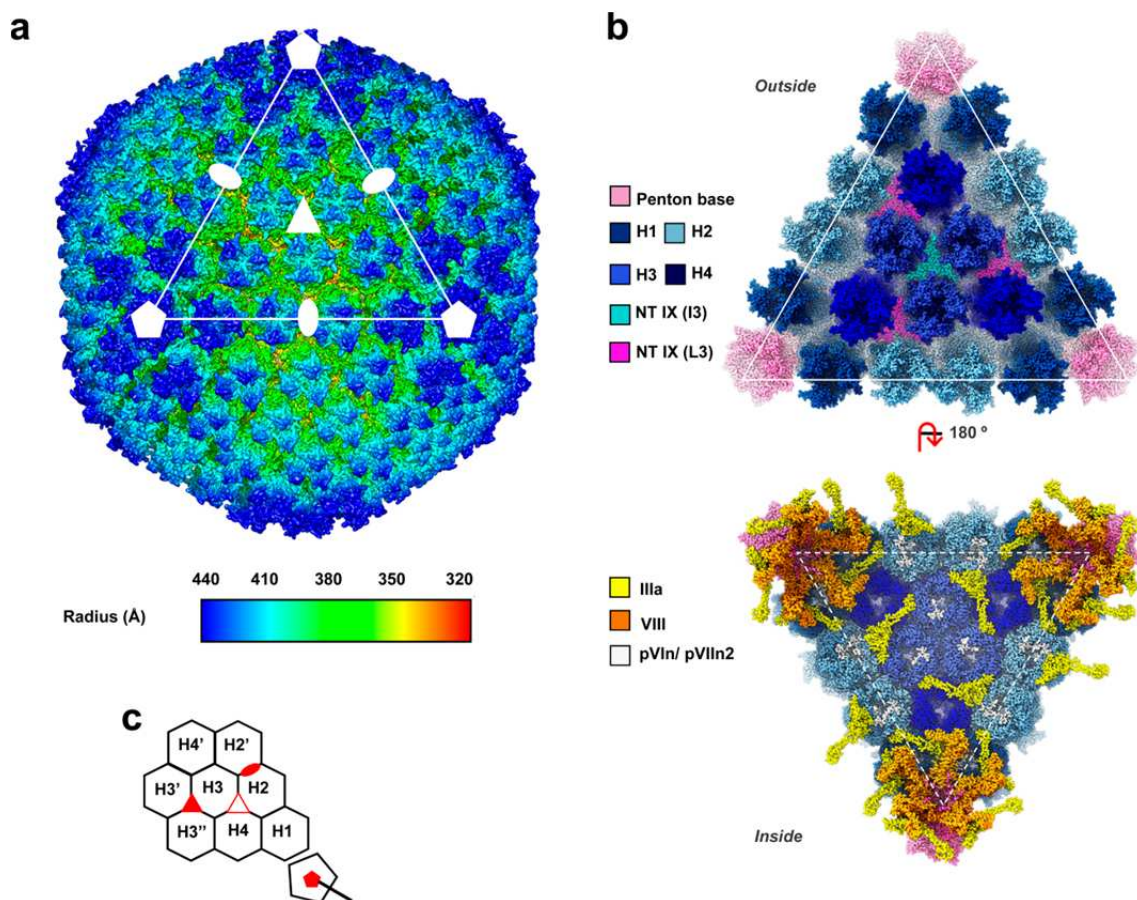 a
440 410 380 350 320
Radius (Å)
b
Outside
Penton base
H1 H2
H3 H4
NT IX (I3)
NT IX (L3)
180 º
IIIa
VIII
pVIn/ pVIIn2
Inside
c
H4' H2'
H3' H3 H2
H3'' H4 H1